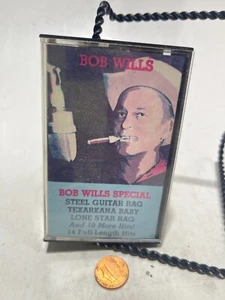 BOB WILLS
BOB WILLS SPECIAL
STEEL GUITAR RAG
TEXARKANA BABY
LONE STAR RAG
And 10 More Hits!
14 Full Length Hits